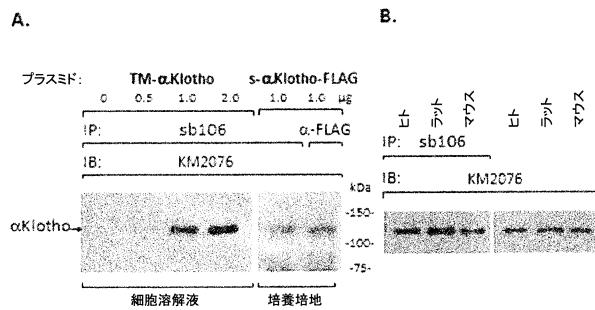 A.
プラスミド: TM-αKlotho s-αKlotho-FLAG
0 0.5 1.0 2.0 1.0 1.0 μg
IP: sb106 α-FLAG
IB: KM2076
kDa
αKlotho
-150-
-100-
-75-
細胞溶解液 培養培地
B.
ヒト ラット マウス ヒト ラット マウス
IP: sb106
IB: KM2076